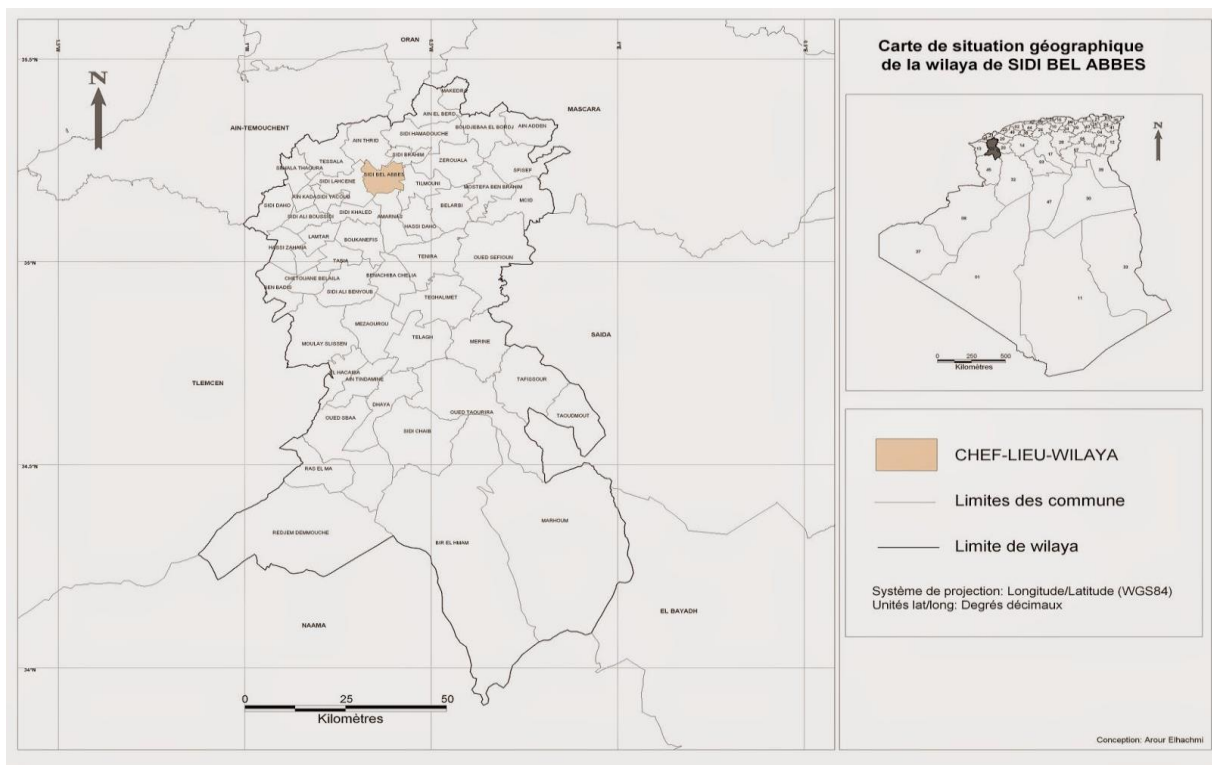 ORAN
MASCARA
AIN-TEMOUCHENT
MAKEDRA
AIN EL BERD
BOUDJEBAA EL BORDJ
AIN ADDEN
SIDI HAMADOUCHE
AIN THRID
SIDI BRAHIM
ZEROUALA
TESSALA
SFISEF
SIDI BEL ABBES
SIDI LAHCENE
TILMOUNI
MOSTEFA BEN BRAHIM
SIDI DAHO
MCID
BELARBI
SIDI ALI BOUSSIDI
SIDI KHALED
AMARNAS
HASSI DAHO
LAMTAR
BOUKANEFIS
HASSI ZAHANA
TENIRA
OUED SEFIOUN
TABIA
CHETOUANE BELAILA
BENACHIBA CHELIA
BEN BADIS
SIDI ALI BENYOUB
TEGHALIMET
MEZAOUROU
MOULAY SLISSEN
TELAGH
MERINE
SAIDA
TLEMCEN
EL HACAIBA
AIN TINDAMINE
TAFISSOUR
DHAYA
OUED SBAA
OUED TAOURIRA
TAOUDMOUT
SIDI CHAIB
RAS EL MA
MARHOUM
REDJEM DEMMOUCHE
BIR EL HMAM
NAAMA
EL BAYADH
35°N
34.5°N
34°N
N
0 25 50
Kilomètres
Carte de situation géographique
de la wilaya de SIDI BEL ABBES
N
0 250 500
Kilomètres
CHEF-LIEU-WILAYA
Limites des commune
Limite de wilaya
Système de projection: Longitude/Latitude (WGS84)
Unités lat/long: Degrés décimaux
Conception: Arour Elhachmi